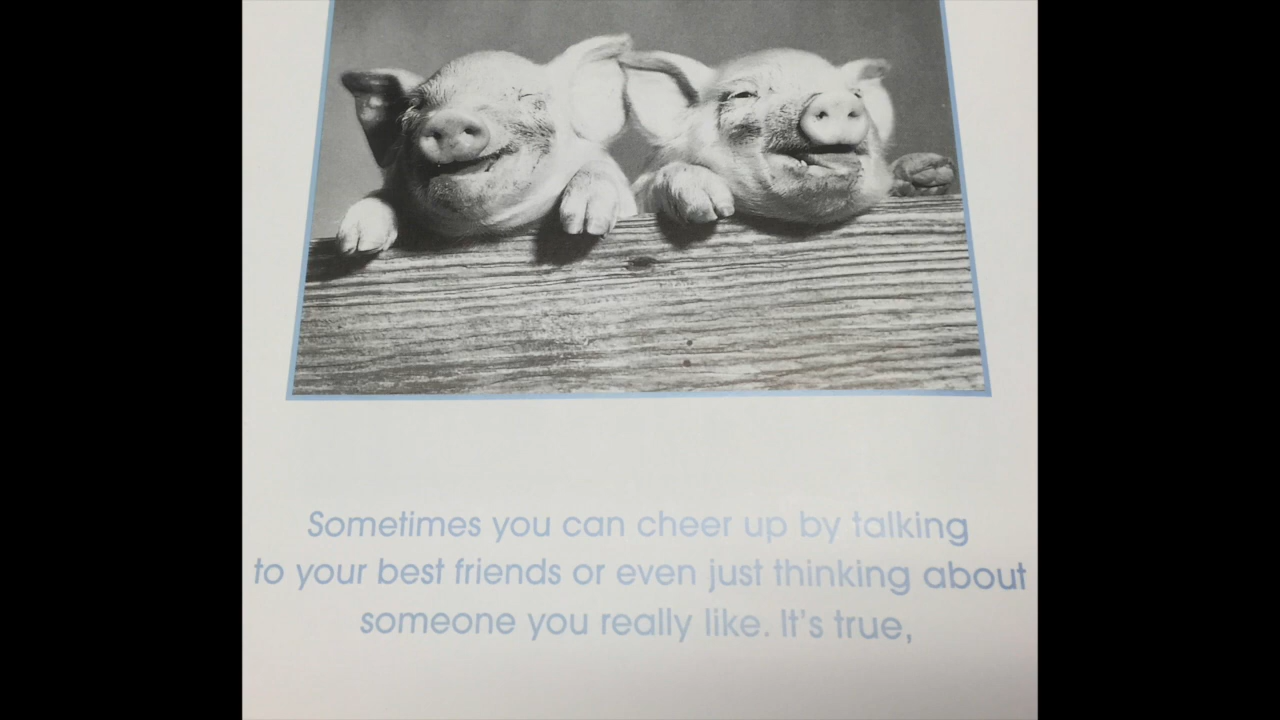 Sometimes you can cheer up by talking
to your best friends or even just thinking about
someone you really like. It's true,